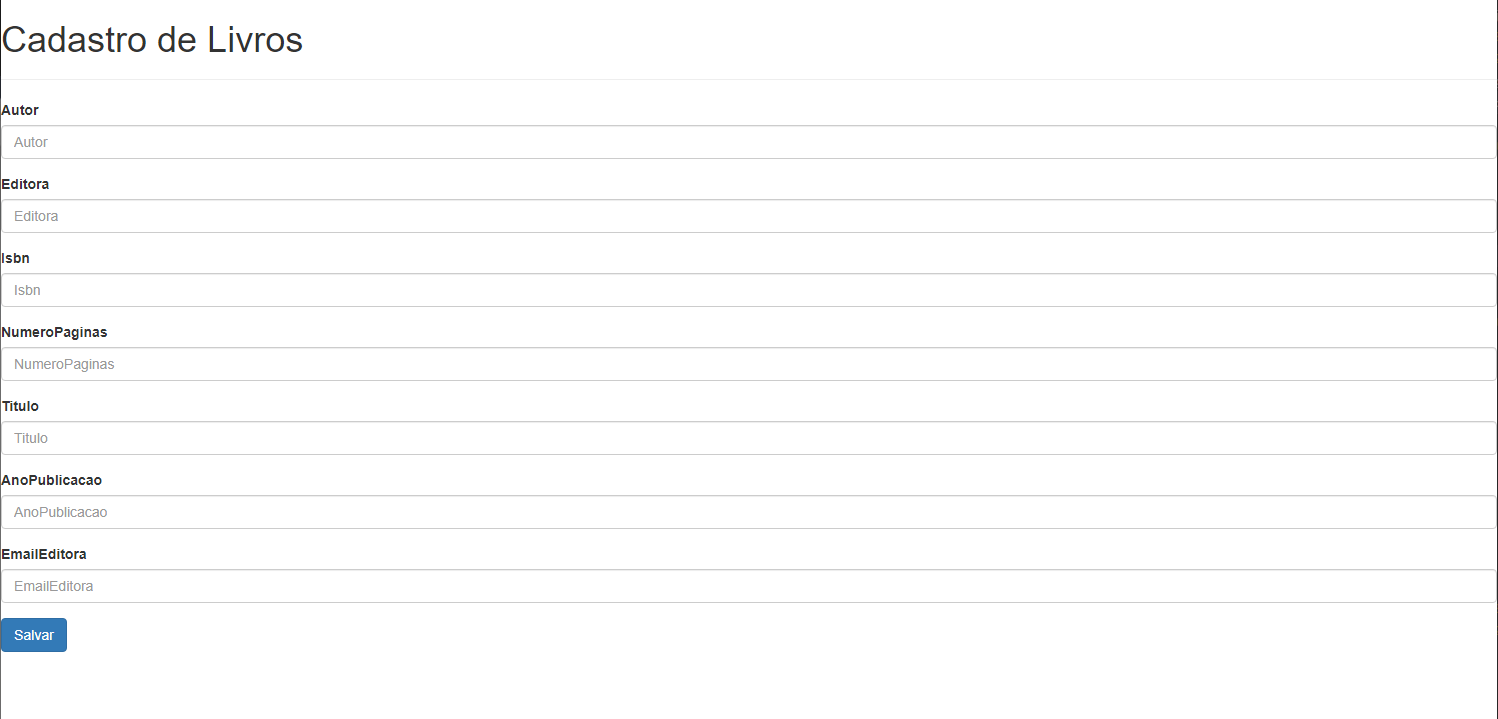 Cadastro de Livros
Autor
Autor
Editora
Editora
Isbn
Isbn
NumeroPaginas
NumeroPaginas
Titulo
Titulo
AnoPublicacao
AnoPublicacao
EmailEditora
EmailEditora
Salvar